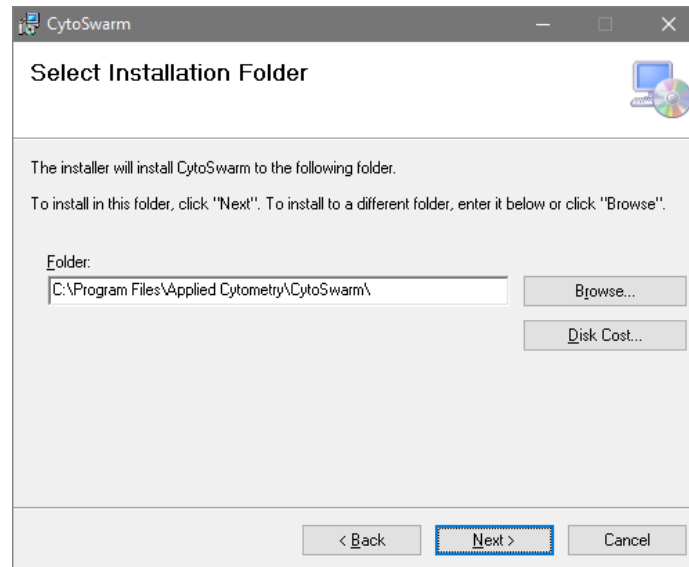 CytoSwarm
Select Installation Folder
The installer will install CytoSwarm to the following folder.
To install in this folder, click "Next". To install to a different folder, enter it below or click "Browse".
Folder:
C:\Program Files\Applied Cytometry\CytoSwarm\
Browse...
Disk Cost...
< Back
Next >
Cancel